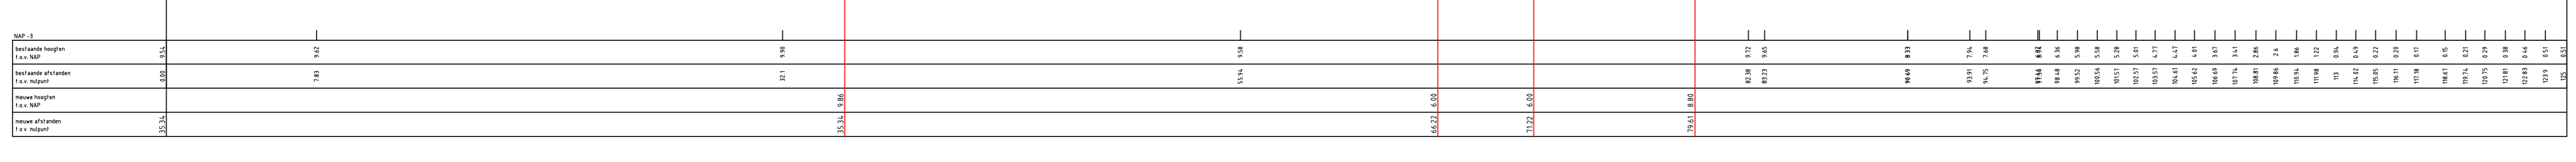 NAP -3
bestaande hoogten
t.o.v. NAP
9.54 9.62 9.90 9.58 9.72 9.65 7.94 7.68 6.36 5.98 5.58 5.28 5.01 4.77 4.47 4.01 3.67 3.41 2.86 2.6 1.86 1.22 0.94 0.49 0.22 0.20 0.17 0.15 0.21 0.29 0.38 0.46 0.51 0.51
bestaande afstanden
t.o.v. nulpunt
0.00 7.83 32.1 55.94 82.38 83.23 90.69 93.91 94.75 98.48 99.52 100.56 101.57 102.57 103.57 104.61 105.62 106.69 107.74 108.81 109.86 110.94 111.98 113 114.02 115.05 116.11 117.18 118.67 119.74 120.75 121.81 122.83 123.9 125
nieuwe hoogten
t.o.v. NAP
9.86 6.00 6.00 8.80
nieuwe afstanden
t.o.v nulpunt
35.34 35.34 66.22 71.22 79.61